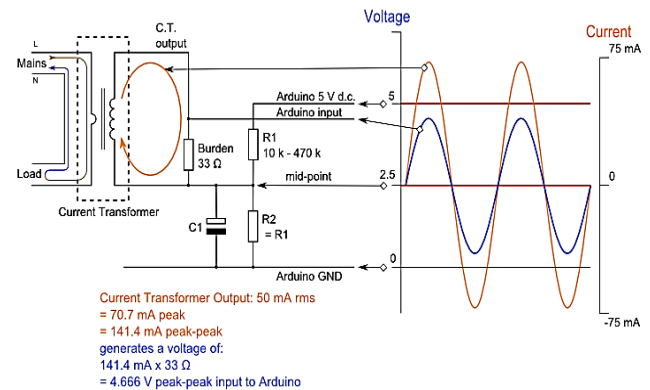 Voltage
Current
C.T.
output
75 mA
L
Mains
N
Arduino 5 V d.c.
5
Arduino input
R1
10 k - 470 k
Burden
33 Ω
mid-point
2.5
0
Load
Current Transformer
C1
R2
= R1
0
Arduino GND
-75 mA
Current Transformer Output: 50 mA rms
= 70.7 mA peak
= 141.4 mA peak-peak
generates a voltage of:
141.4 mA x 33 Ω
= 4.666 V peak-peak input to Arduino